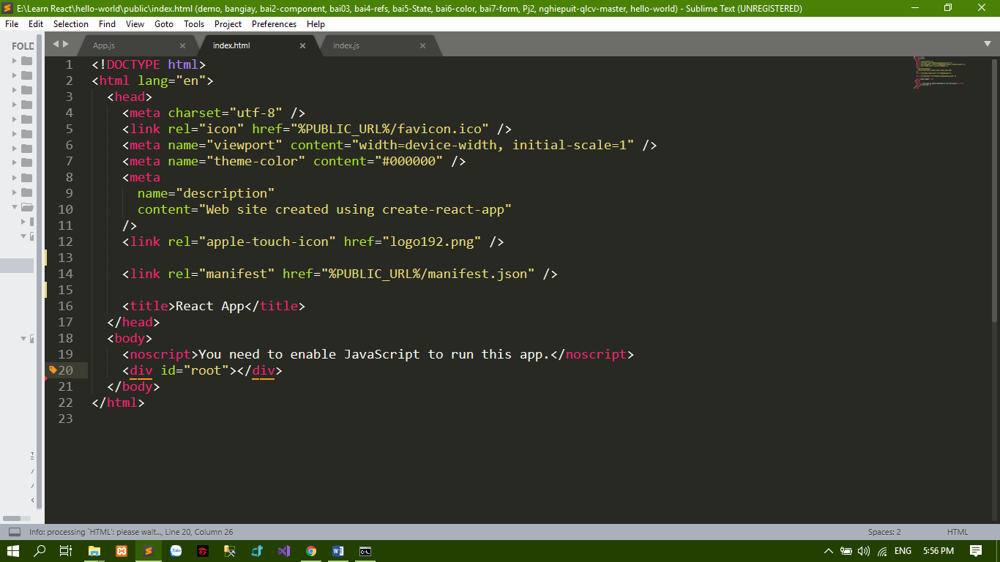 E:\Learn React\hello-world\public\index.html (demo, bangiay, bai2-component, bai03, bai4-refs, bai5-State, bai6-color, bai7-form, Pj2, nghiepuit-qlcv-master, hello-world) - Sublime Text (UNREGISTERED)
File Edit Selection Find View Goto Tools Project Preferences Help
FOLD
App.js index.html index.js
1 <!DOCTYPE html>
2 <html lang="en">
3 <head>
4 <meta charset="utf-8" />
5 <link rel="icon" href="%PUBLIC_URL%/favicon.ico" />
6 <meta name="viewport" content="width=device-width, initial-scale=1" />
7 <meta name="theme-color" content="#000000" />
8 <meta
9 name="description"
10 content="Web site created using create-react-app"
11 />
12 <link rel="apple-touch-icon" href="logo192.png" />
13
14 <link rel="manifest" href="%PUBLIC_URL%/manifest.json" />
15
16 <title>React App</title>
17 </head>
18 <body>
19 <noscript>You need to enable JavaScript to run this app.</noscript>
20 <div id="root"></div>
21 </body>
22 </html>
23
Info: processing `HTML': please wait..., Line 20, Column 26 Spaces: 2 HTML
Zalo ENG 5:56 PM